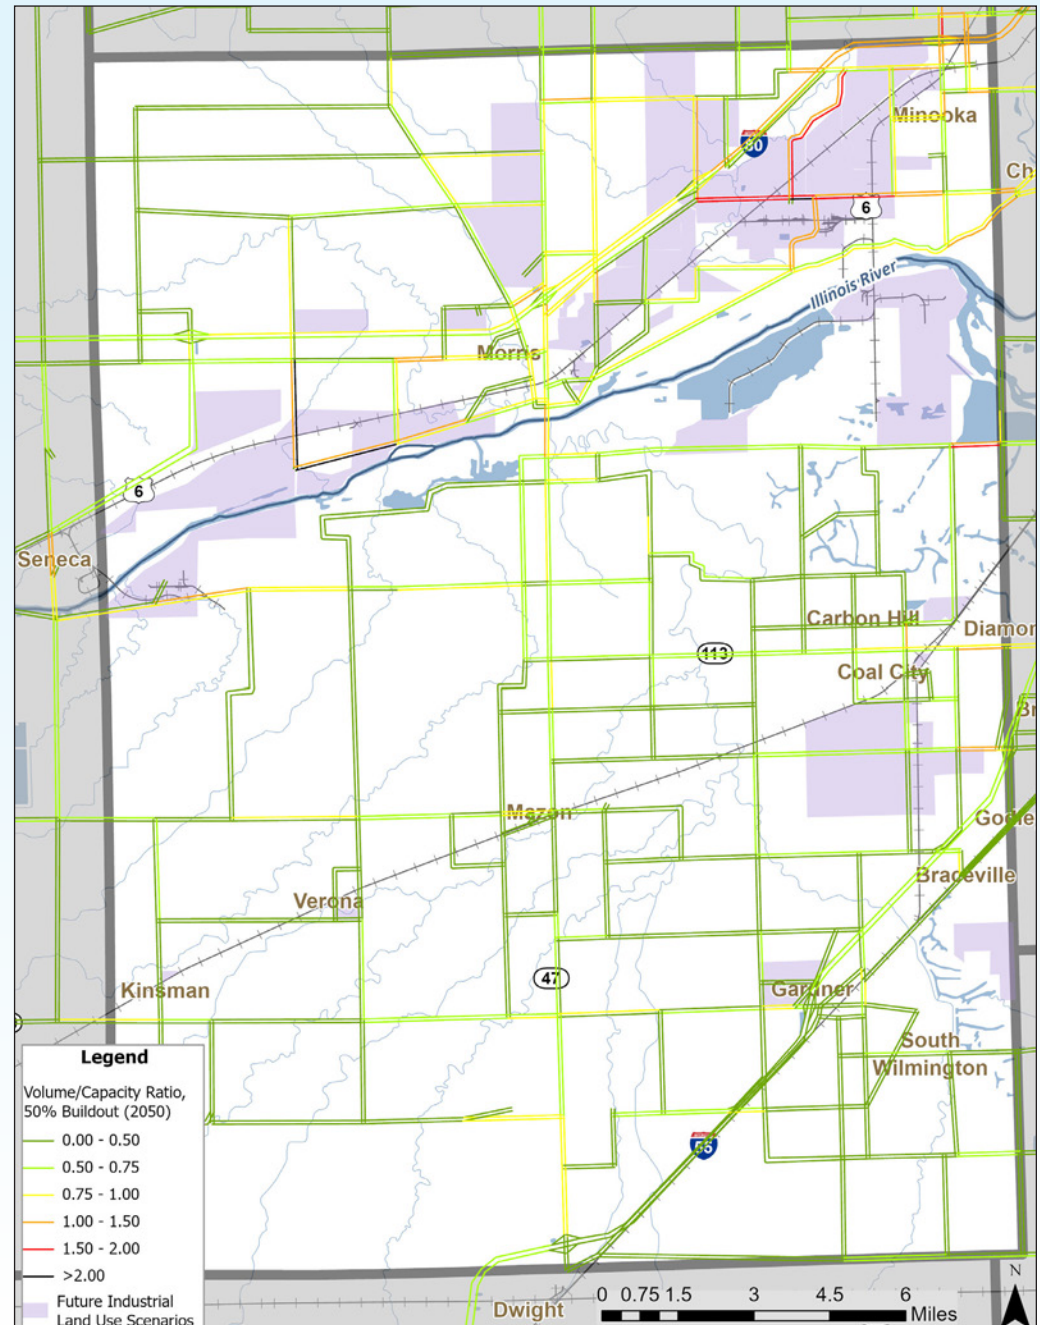 80
Minooka
Ch
6
Illinois River
Morris
6
Seneca
Carbon Hill
Diamon
113
Coal City
Br
Mazon
Godle
Braceville
Verona
47
Kinsman
Gardner
South
Wilmington
55
Dwight
Legend
Volume/Capacity Ratio,
50% Buildout (2050)
0.00 - 0.50
0.50 - 0.75
0.75 - 1.00
1.00 - 1.50
1.50 - 2.00
>2.00
Future Industrial
Land Use Scenarios
0 0.75 1.5 3 4.5 6
Miles
N